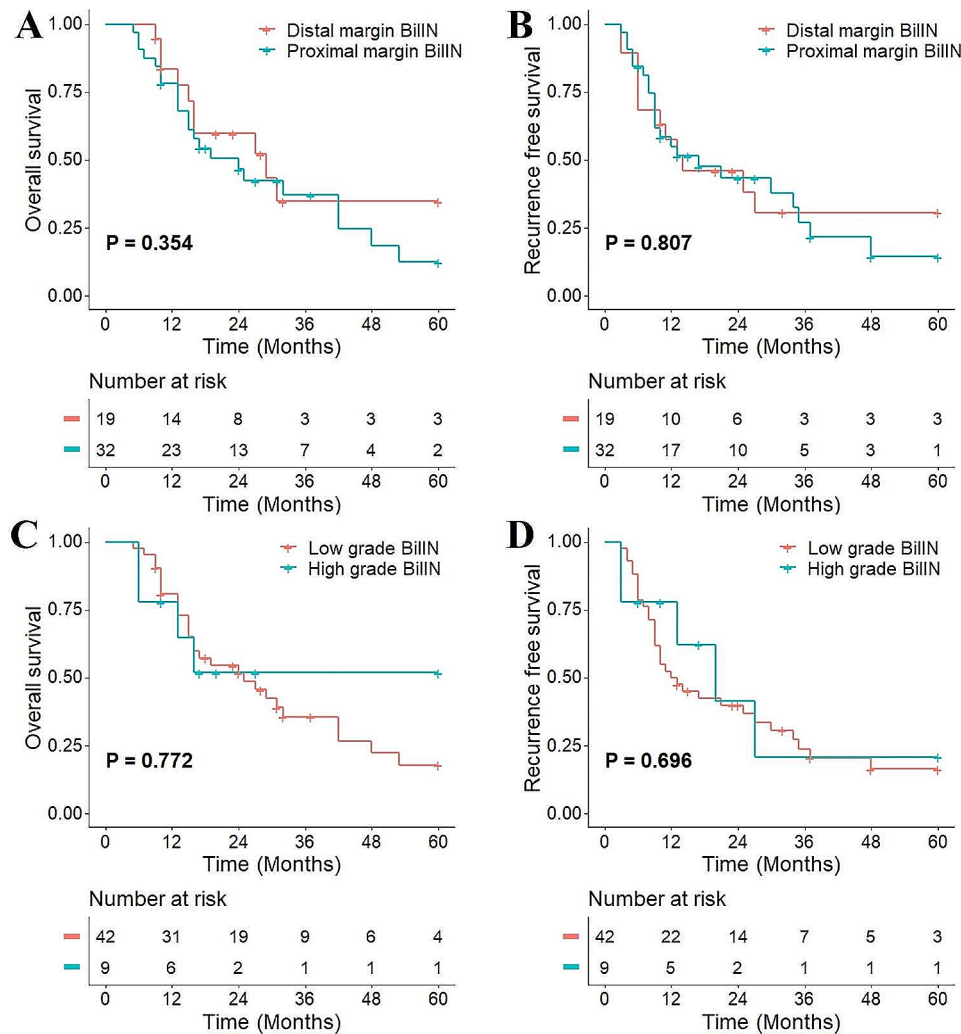 A
1.00
0.75
0.50
0.25
0.00
Overall survival
Distal margin BilIN
Proximal margin BilIN
P = 0.354
0 12 24 36 48 60
Time (Months)
Number at risk
19 14 8 3 3 3
32 23 13 7 4 2
0 12 24 36 48 60
Time (Months)
B
1.00
0.75
0.50
0.25
0.00
Recurrence free survival
Distal margin BilIN
Proximal margin BilIN
P = 0.807
0 12 24 36 48 60
Time (Months)
Number at risk
19 10 6 3 3 3
32 17 10 5 3 1
0 12 24 36 48 60
Time (Months)
C
1.00
0.75
0.50
0.25
0.00
Overall survival
Low grade BilIN
High grade BilIN
P = 0.772
0 12 24 36 48 60
Time (Months)
Number at risk
42 31 19 9 6 4
9 6 2 1 1 1
0 12 24 36 48 60
Time (Months)
D
1.00
0.75
0.50
0.25
0.00
Recurrence free survival
Low grade BilIN
High grade BilIN
P = 0.696
0 12 24 36 48 60
Time (Months)
Number at risk
42 22 14 7 5 3
9 5 2 1 1 1
0 12 24 36 48 60
Time (Months)